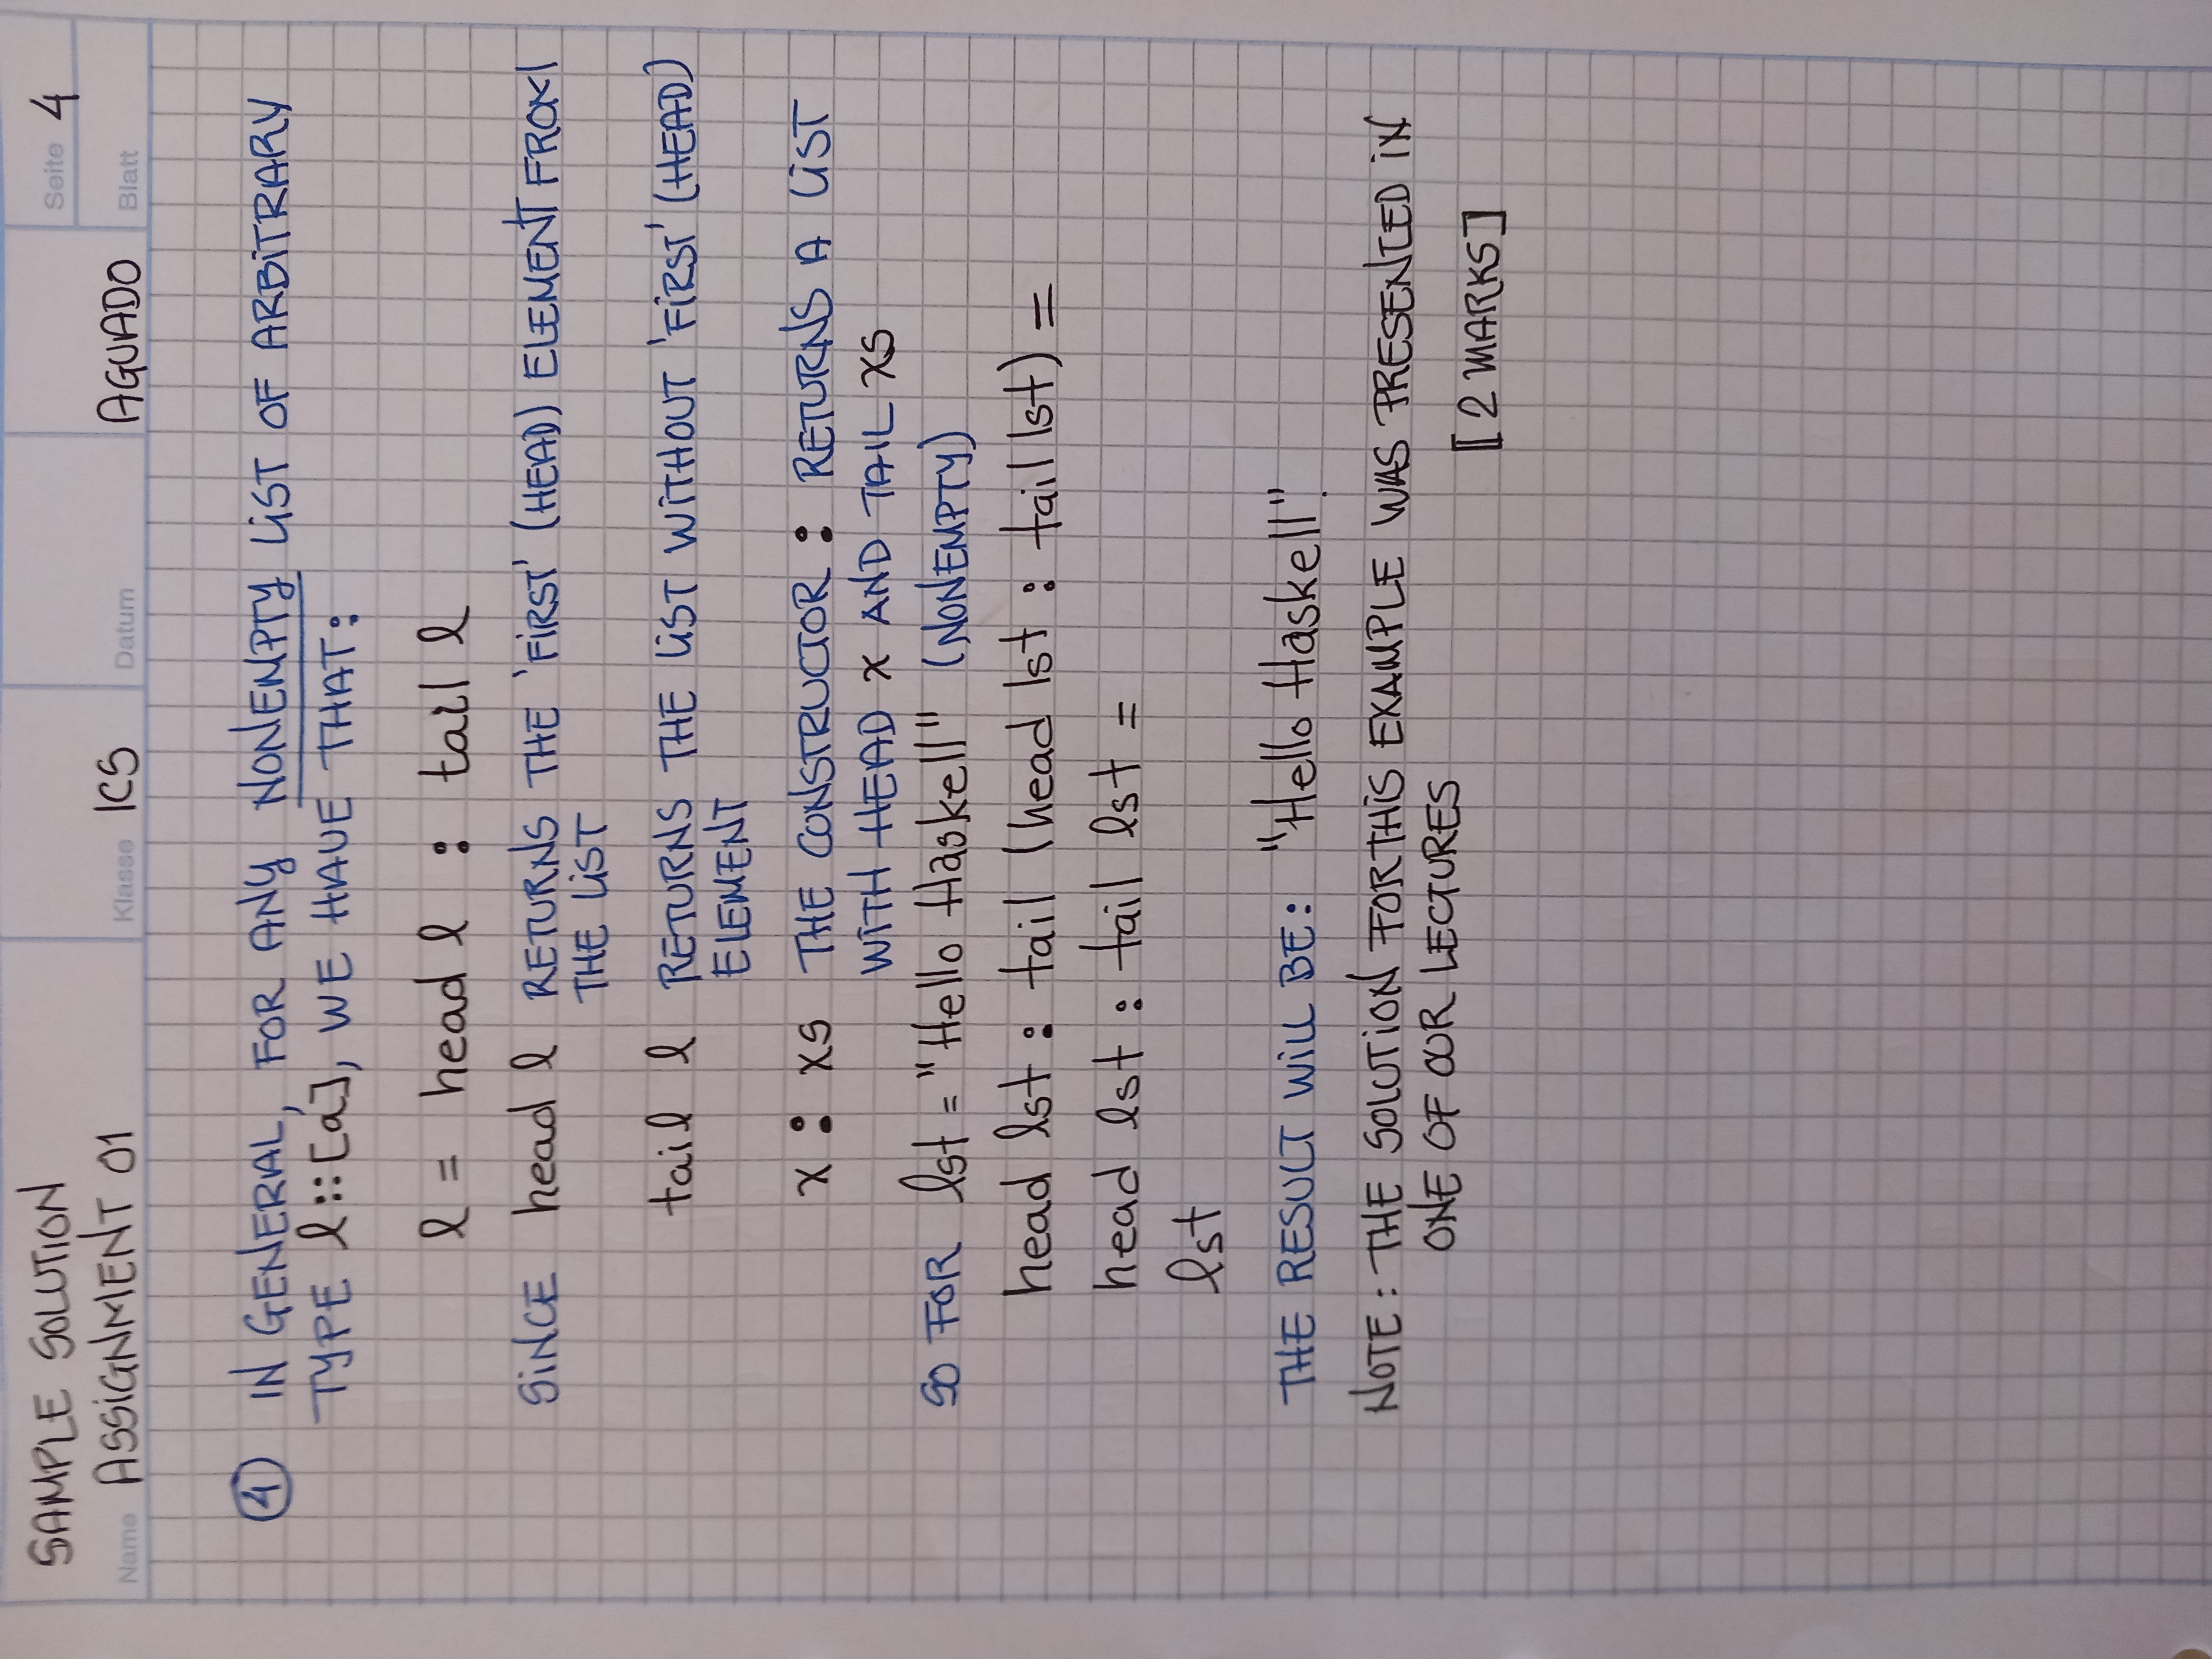 SAMPLE SOLUTION
Seite 4
Name ASSIGNMENT 01 Klasse ICS Datum AGUADO Blatt
④ IN GENERAL, FOR ANY NONEMPTY LIST OF ARBITRARY
TYPE l::[a], WE HAVE THAT:
l = head l : tail l
SINCE head l RETURNS THE 'FIRST' (HEAD) ELEMENT FROM
THE LIST
tail l RETURNS THE LIST WITHOUT 'FIRST' (HEAD)
ELEMENT
x : xs THE CONSTRUCTOR : RETURNS A LIST
WITH HEAD x AND TAIL xs
SO FOR lst = "Hello Haskell" (NONEMPTY)
head lst : tail (head lst : tail lst) =
head lst : tail lst =
lst
THE RESULT WILL BE: "Hello Haskell".
NOTE: THE SOLUTION FOR THIS EXAMPLE WAS PRESENTED IN
ONE OF OUR LECTURES
[2 MARKS]